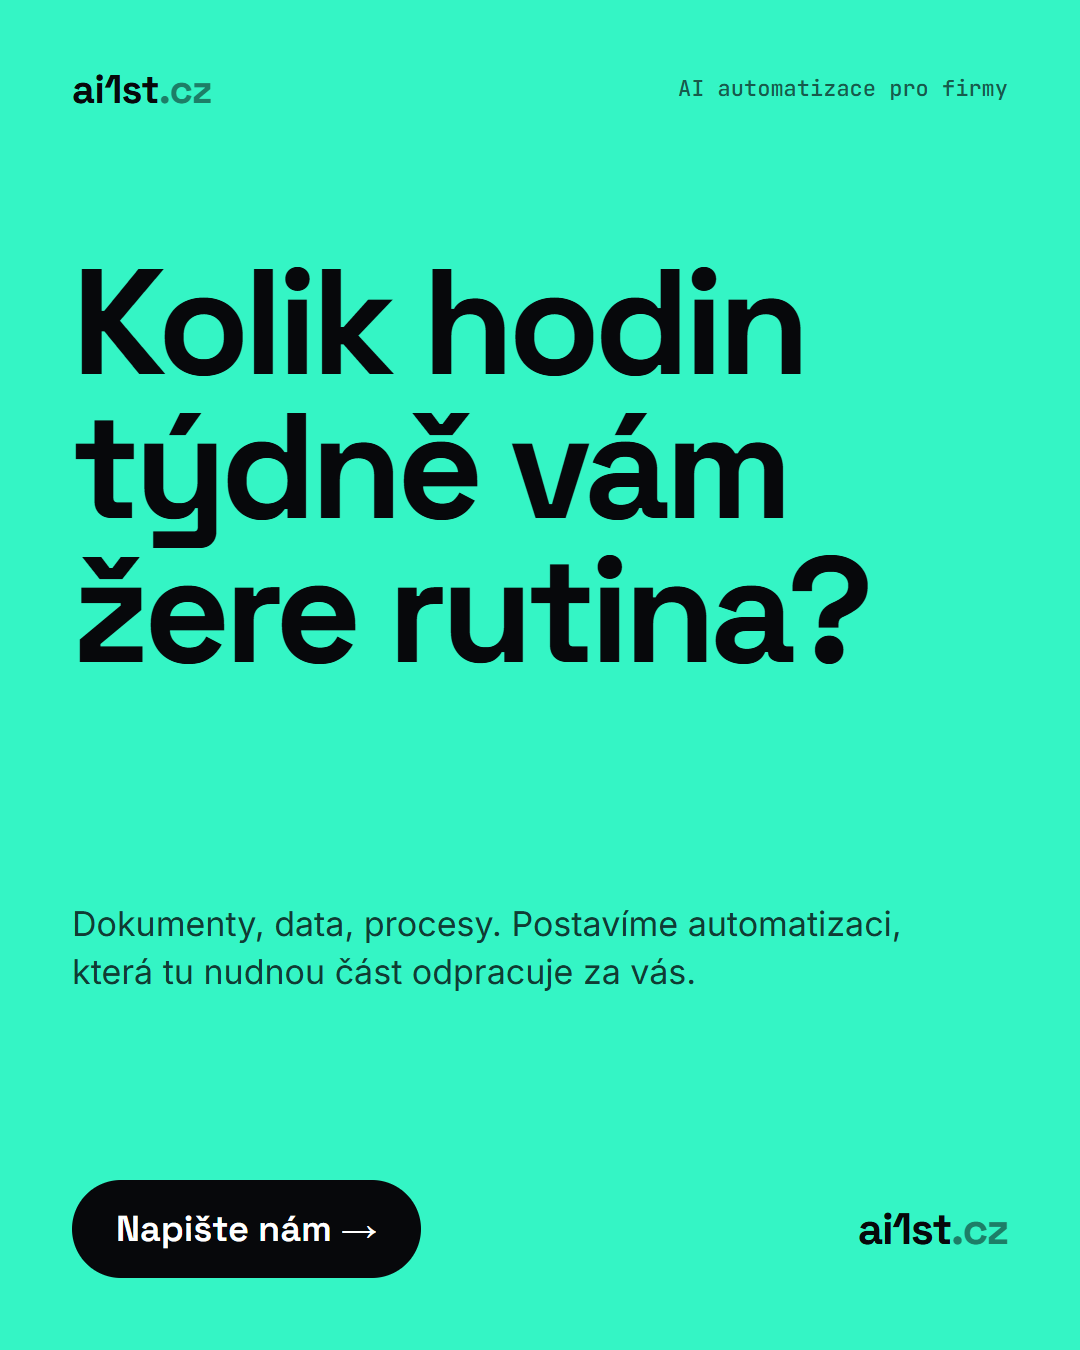 ai1st.cz
AI automatizace pro firmy
Kolik hodin
týdně vám
žere rutina?
Dokumenty, data, procesy. Postavíme automatizaci,
která tu nudnou část odpracuje za vás.
Napište nám →
ai1st.cz